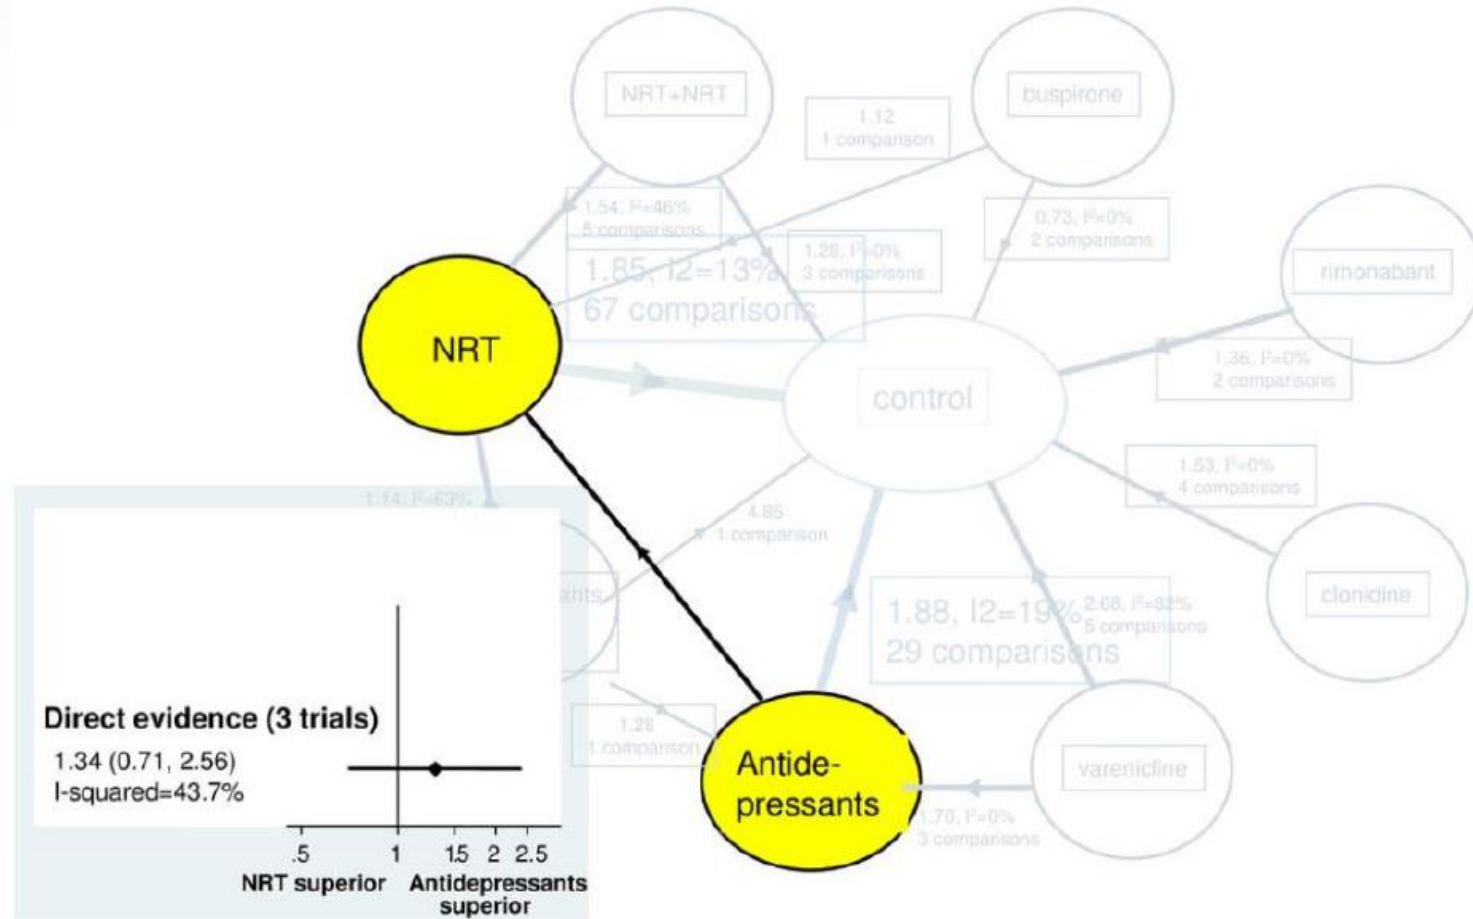 NRT+NRT
buspirone
1.12
1 comparison
1.54, I²=46%
5 comparisons
0.73, I²=0%
2 comparisons
1.28, I²=0%
3 comparisons
1.85, I2=13%
67 comparisons
rimonabant
NRT
1.36, I²=0%
2 comparisons
control
1.53, I²=0%
4 comparisons
1.14, I²=63%
4.85
1 comparison
ants
1.88, I2=19%
29 comparisons
2.68, I²=82%
5 comparisons
clonidine
Direct evidence (3 trials)
1.34 (0.71, 2.56)
I-squared=43.7%
1.28
1 comparison
Antide-
pressants
varenicline
1.70, I²=0%
3 comparisons
.5 1 1.5 2 2.5
NRT superior Antidepressants
superior